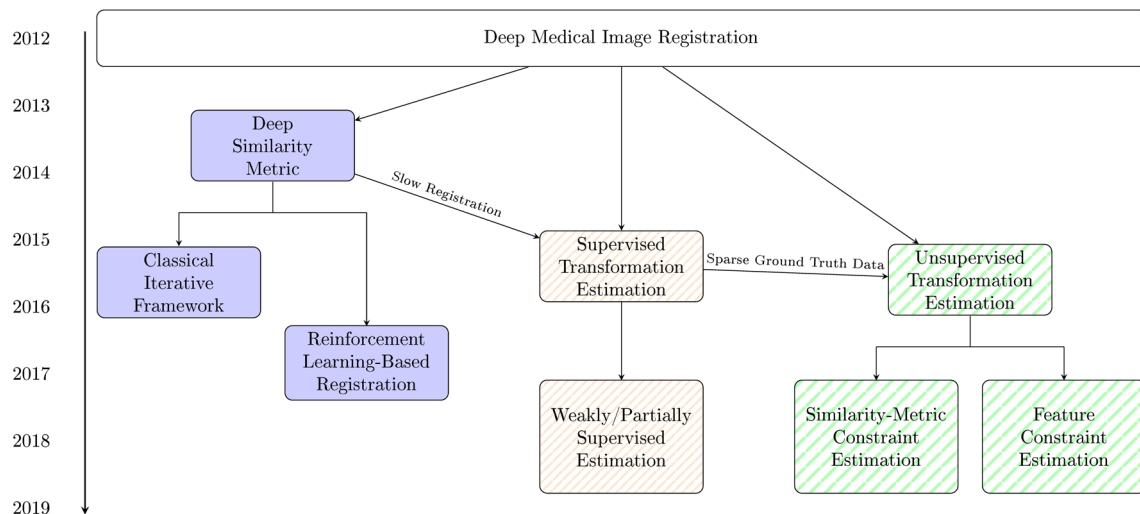 2012
Deep Medical Image Registration
2013
Deep
Similarity
Metric
2014
Slow Registration
2015
Supervised
Transformation
Estimation
Sparse Ground Truth Data
Unsupervised
Transformation
Estimation
Classical
Iterative
Framework
2016
Reinforcement
Learning-Based
Registration
2017
Weakly/Partially
Supervised
Estimation
Similarity-Metric
Constraint
Estimation
Feature
Constraint
Estimation
2018
2019